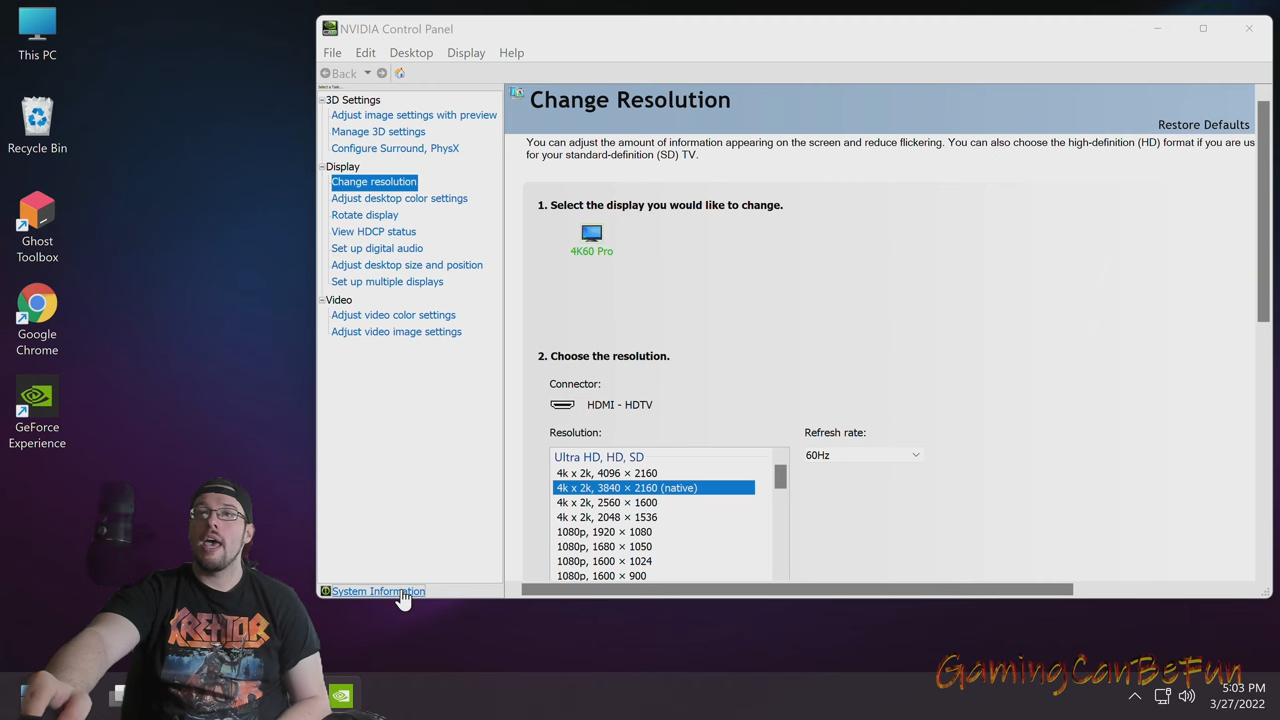 This PC
Recycle Bin
Ghost
Toolbox
Google
Chrome
GeForce
Experience
NVIDIA Control Panel
File Edit Desktop Display Help
Back
Select a Task...
3D Settings
Adjust image settings with preview
Manage 3D settings
Configure Surround, PhysX
Display
Change resolution
Adjust desktop color settings
Rotate display
View HDCP status
Set up digital audio
Adjust desktop size and position
Set up multiple displays
Video
Adjust video color settings
Adjust video image settings
System Information
Change Resolution
Restore Defaults
You can adjust the amount of information appearing on the screen and reduce flickering. You can also choose the high-definition (HD) format if you are us
for your standard-definition (SD) TV.
1. Select the display you would like to change.
4K60 Pro
2. Choose the resolution.
Connector:
HDMI - HDTV
Resolution:
Refresh rate:
60Hz
Ultra HD, HD, SD
4k x 2k, 4096 × 2160
4k x 2k, 3840 × 2160 (native)
4k x 2k, 2560 × 1600
4k x 2k, 2048 × 1536
1080p, 1920 × 1080
1080p, 1680 × 1050
1080p, 1600 × 1024
1080p, 1600 × 900
KREATOR
GamingCanBeFun
5:03 PM
3/27/2022